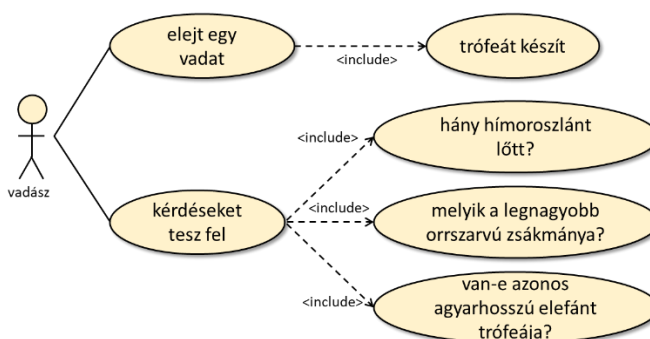 elejt egy
vadat
<include>
trófeát készít
vadász
kérdéseket
tesz fel
<include>
hány hímoroszlánt
lőtt?
<include>
melyik a legnagyobb
orrszarvú zsákmánya?
<include>
van-e azonos
agyarhosszú elefánt
trófeája?